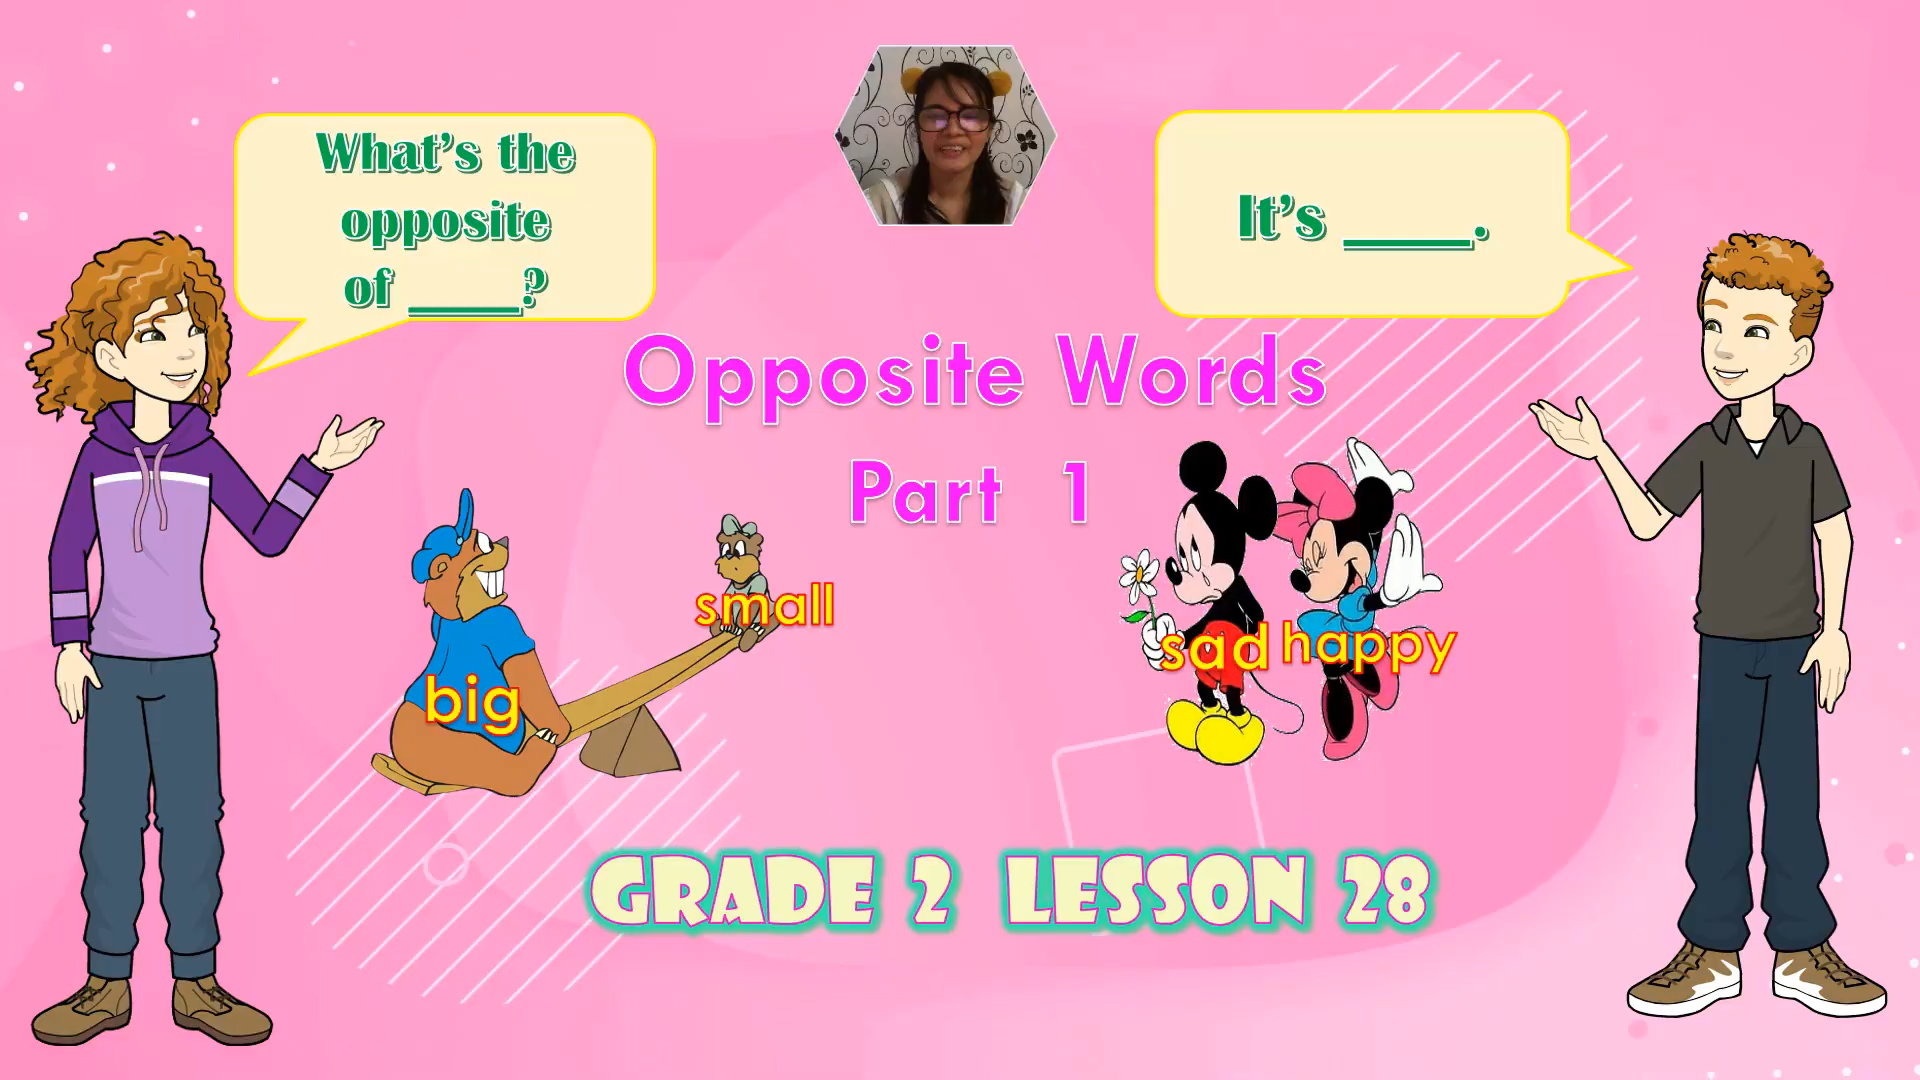 What's the
opposite
of ____?
It's ____.
Opposite Words
Part 1
small
big
sad
happy
GRADE 2 LESSON 28